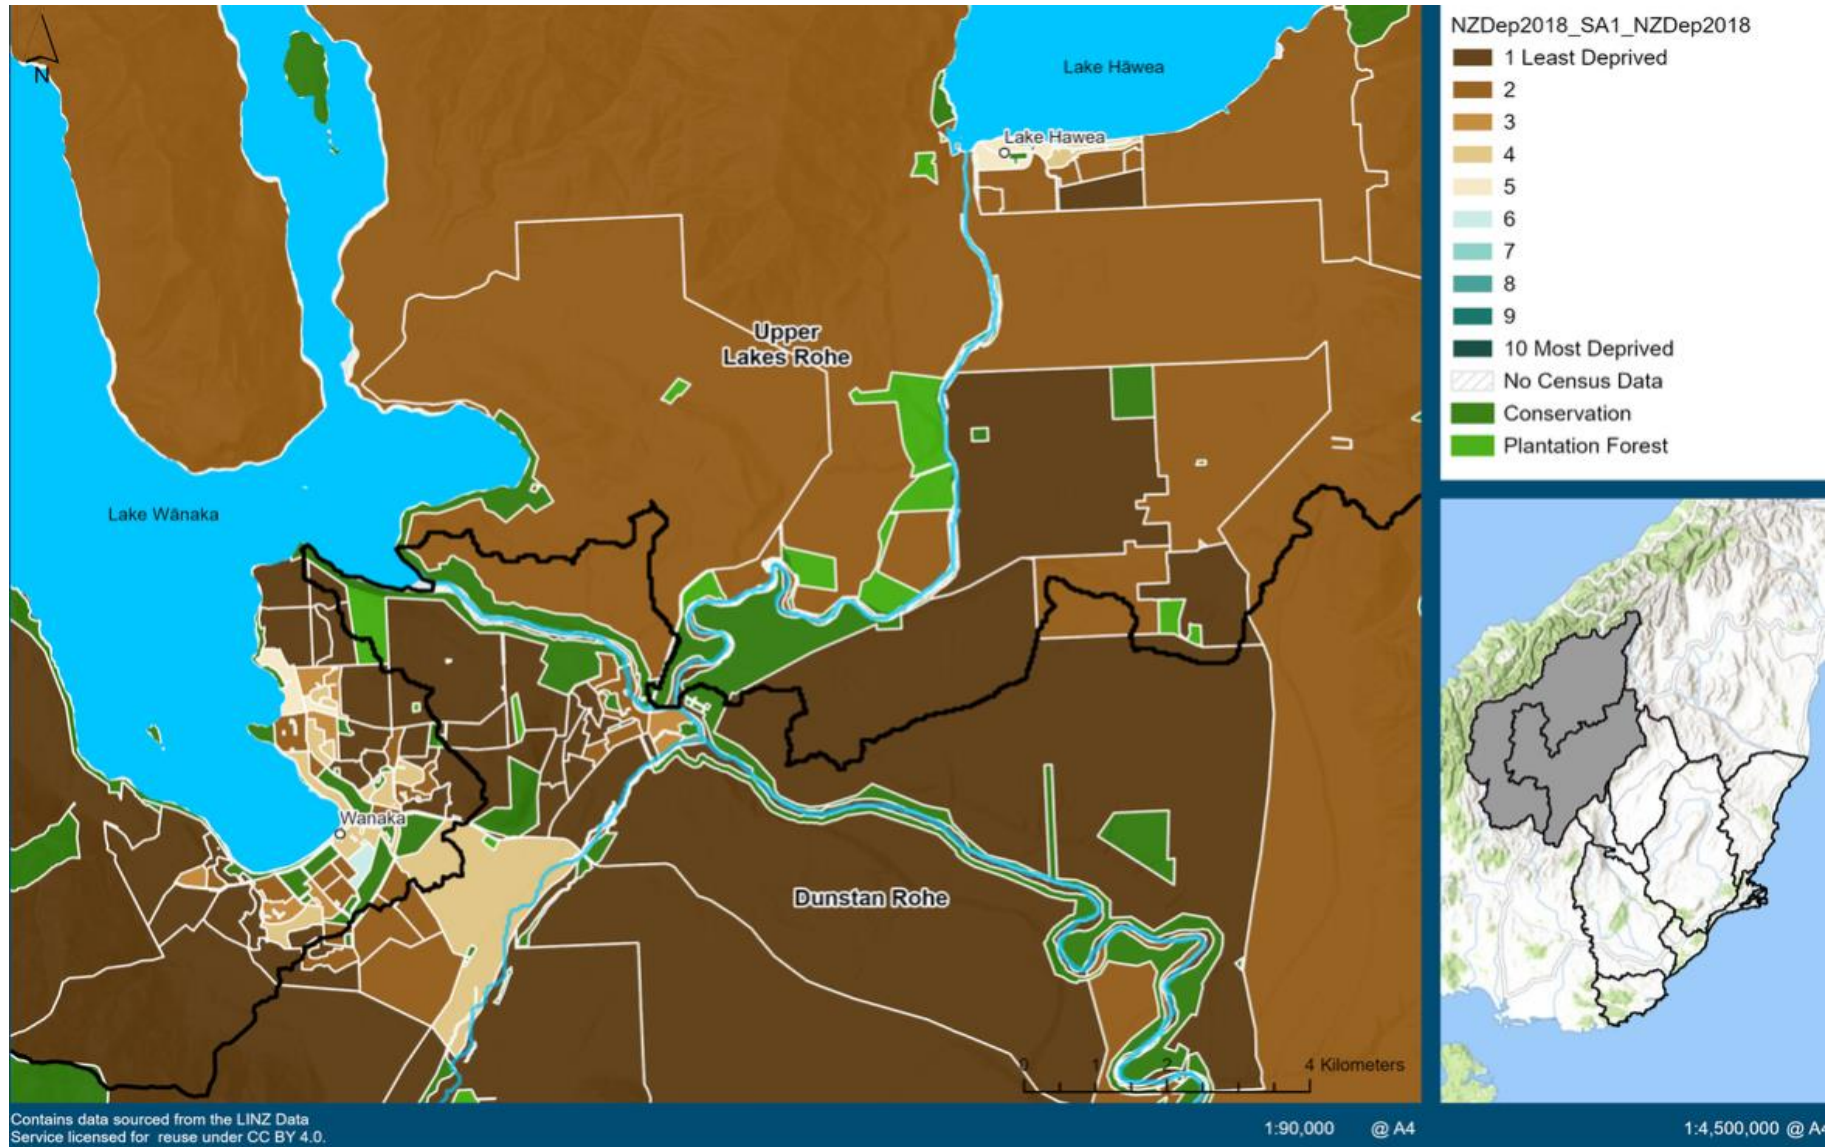 N
Lake Hāwea
Lake Hawea
Upper
Lakes Rohe
Lake Wānaka
Wanaka
Dunstan Rohe
0 1 2 4 Kilometers
NZDep2018_SA1_NZDep2018
1 Least Deprived
2
3
4
5
6
7
8
9
10 Most Deprived
No Census Data
Conservation
Plantation Forest
Contains data sourced from the LINZ Data
Service licensed for reuse under CC BY 4.0.
1:90,000 @ A4
1:4,500,000 @ A4